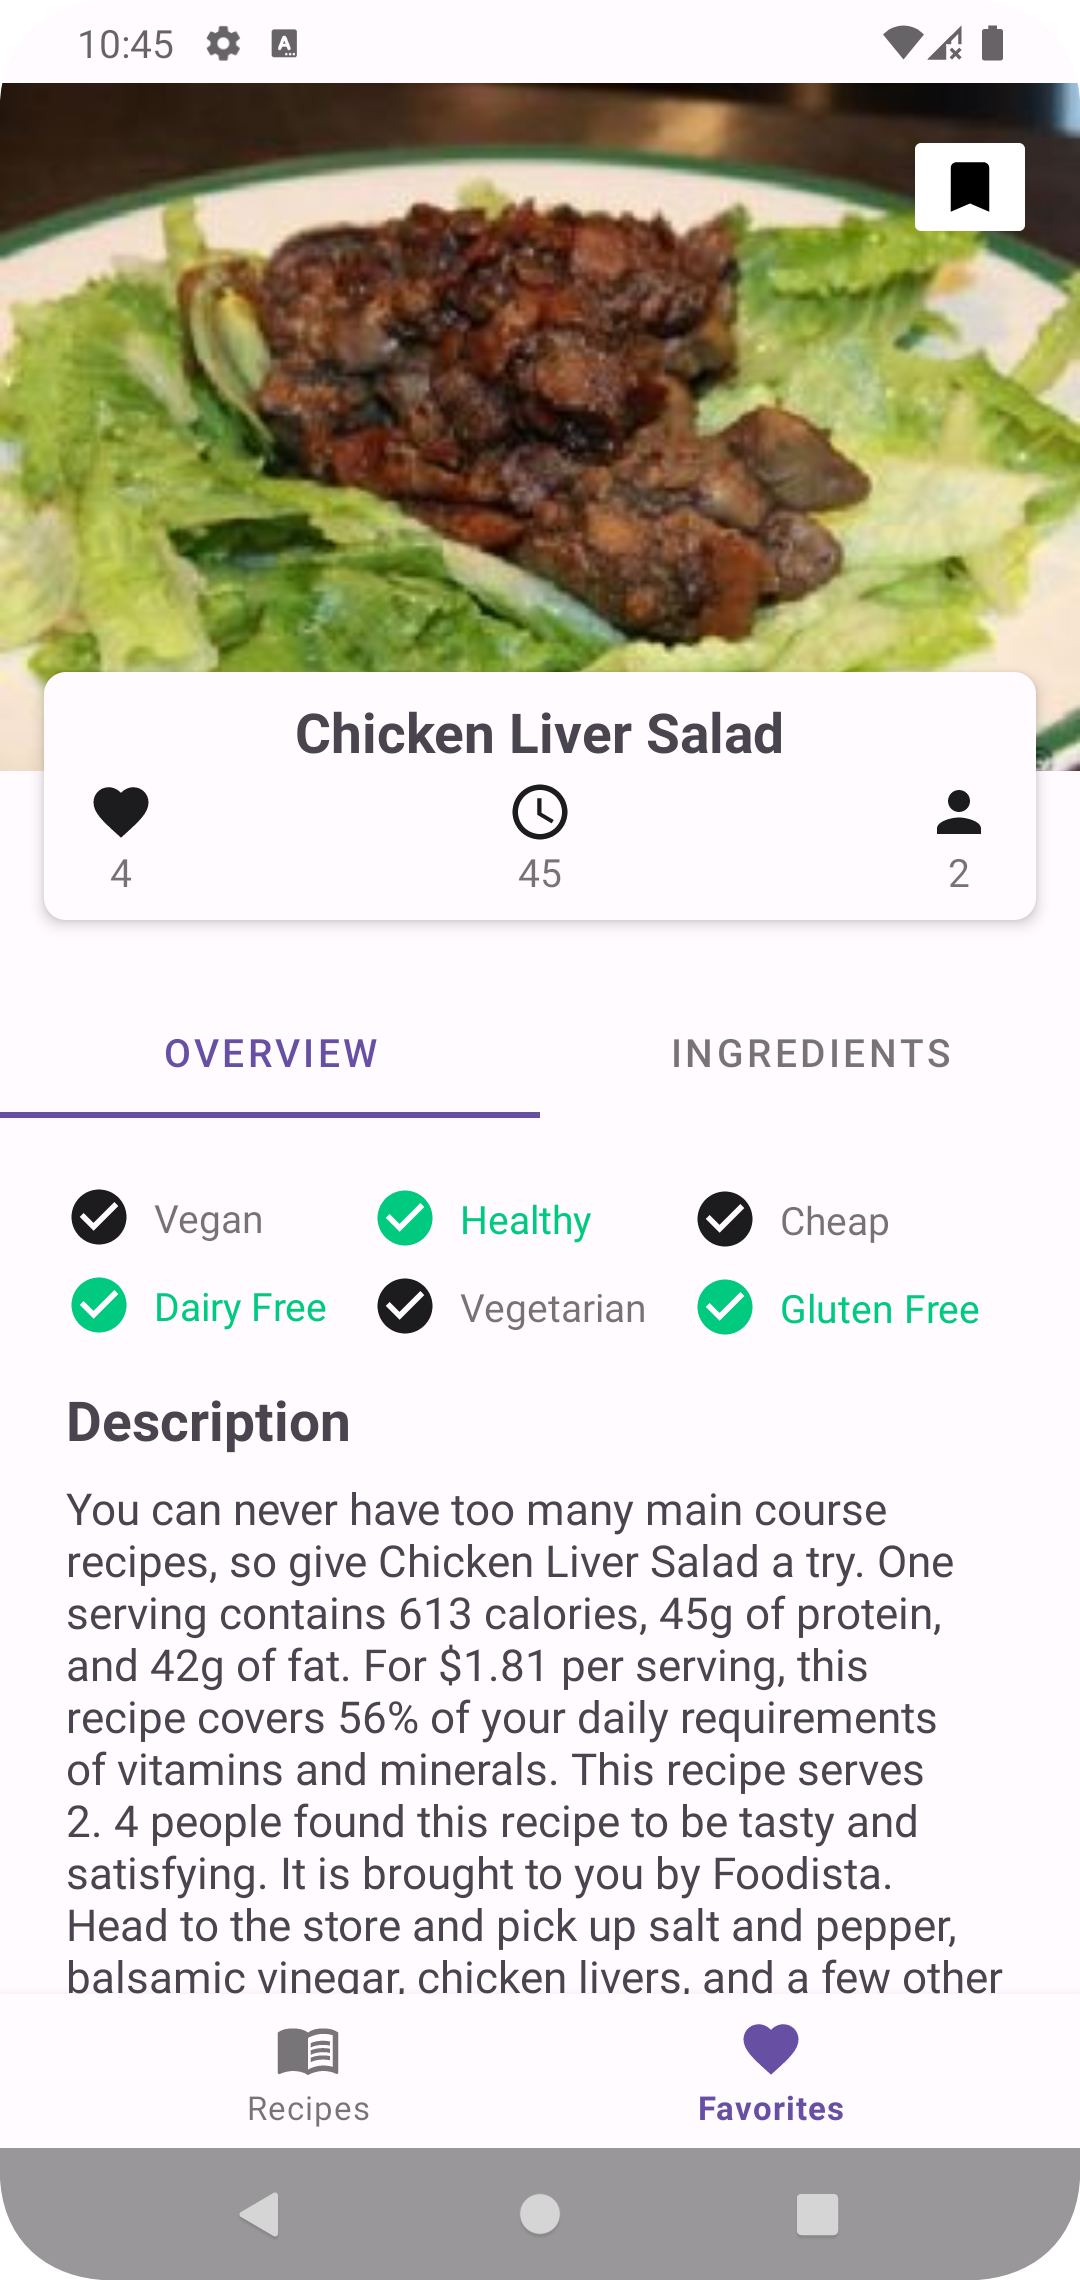 10:45
Chicken Liver Salad
4
45
2
OVERVIEW
INGREDIENTS
Vegan
Healthy
Cheap
Dairy Free
Vegetarian
Gluten Free
Description
You can never have too many main course
recipes, so give Chicken Liver Salad a try. One
serving contains 613 calories, 45g of protein,
and 42g of fat. For $1.81 per serving, this
recipe covers 56% of your daily requirements
of vitamins and minerals. This recipe serves
2. 4 people found this recipe to be tasty and
satisfying. It is brought to you by Foodista.
Head to the store and pick up salt and pepper,
balsamic vinegar, chicken livers, and a few other
Recipes
Favorites